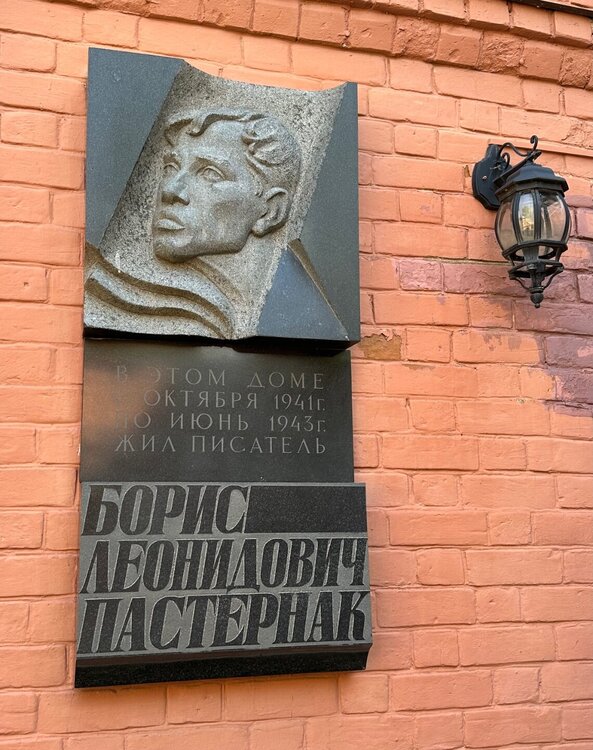 В ЭТОМ ДОМЕ
ОКТЯБРЯ 1941г.
ПО ИЮНЬ 1943г.
ЖИЛ ПИСАТЕЛЬ
БОРИС
ЛЕОНИДОВИЧ
ПАСТЕРНАК